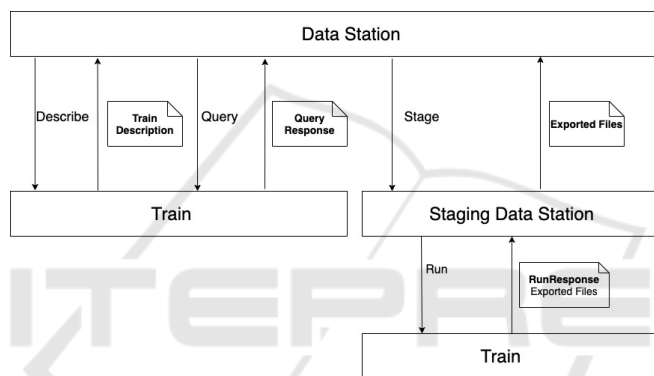 Data Station
Describe
Train
Description
Query
Query
Response
Stage
Exported Files
Train
Staging Data Station
Run
RunResponse
Exported Files
Train
ITEPRE